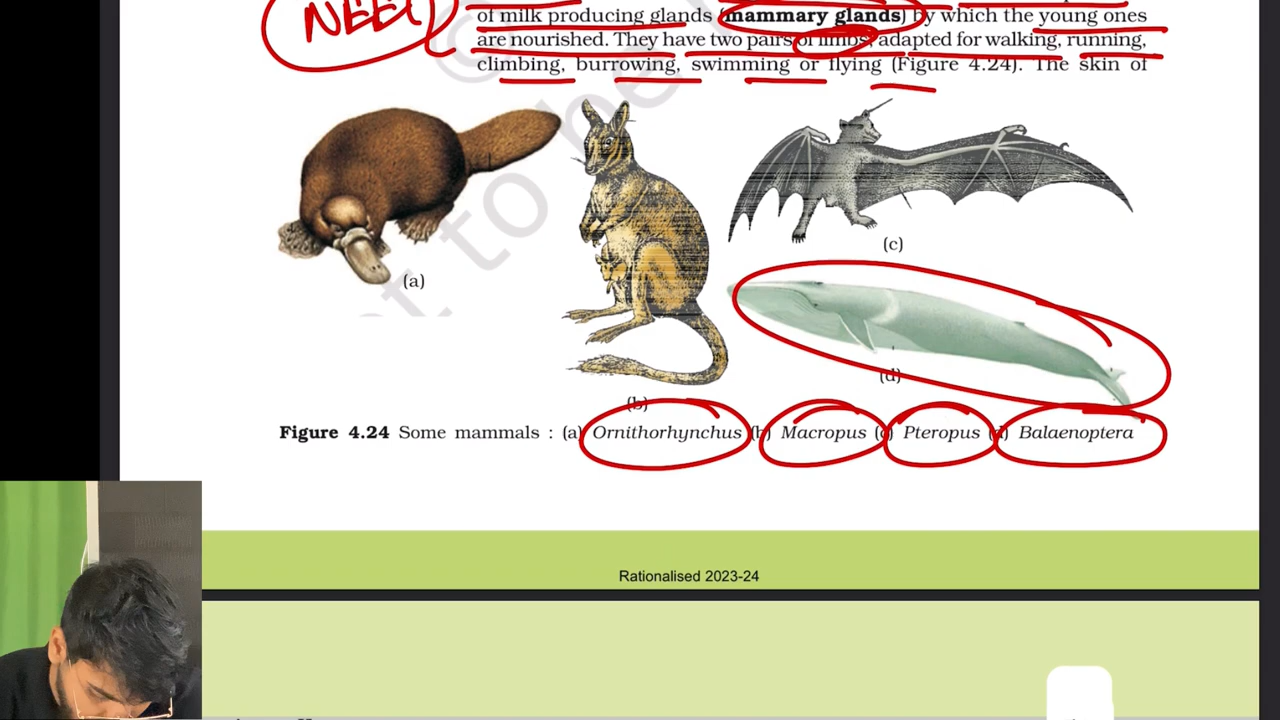 NEET
of milk producing glands (mammary glands) by which the young ones
are nourished. They have two pairs of limbs, adapted for walking, running,
climbing, burrowing, swimming or flying (Figure 4.24). The skin of
(c)
(a)
(d)
(b)
Figure 4.24 Some mammals : (a) Ornithorhynchus (b) Macropus (c) Pteropus (d) Balaenoptera
Rationalised 2023-24